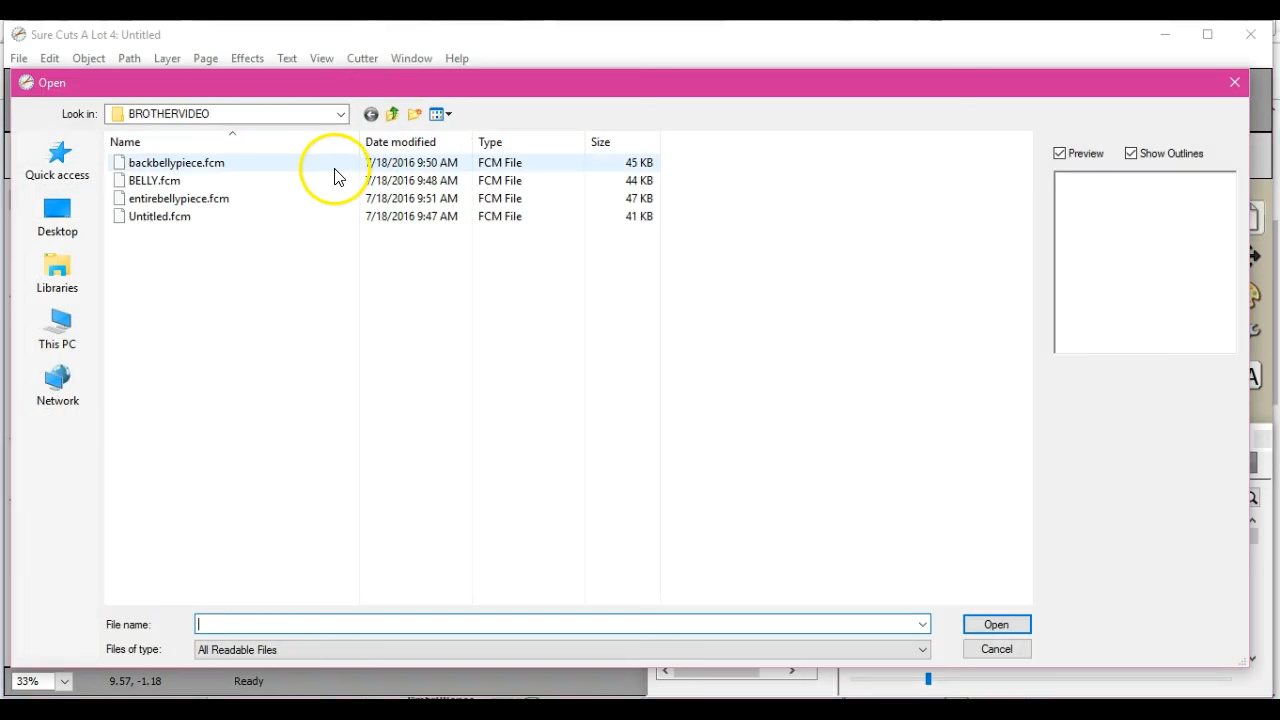 Sure Cuts A Lot 4: Untitled
File Edit Object Path Layer Effects Text View Cutter Window Help
Open
Look in: BROTHERVIDEO
Name Date modified Type Size
backbellypiece.fcm 7/18/2016 9:50 AM FCM File 45 KB
BELLY.fcm 7/18/2016 9:48 AM FCM File 44 KB
entirebellypiece.fcm 7/18/2016 9:51 AM FCM File 47 KB
Untitled.fcm 7/18/2016 9:47 AM FCM File 41 KB
Quick access
Desktop
Libraries
This PC
Network
Preview Show Outlines
A
File name: Open
Files of type: All Readable Files Cancel
33% 9.57, -1.18 Ready